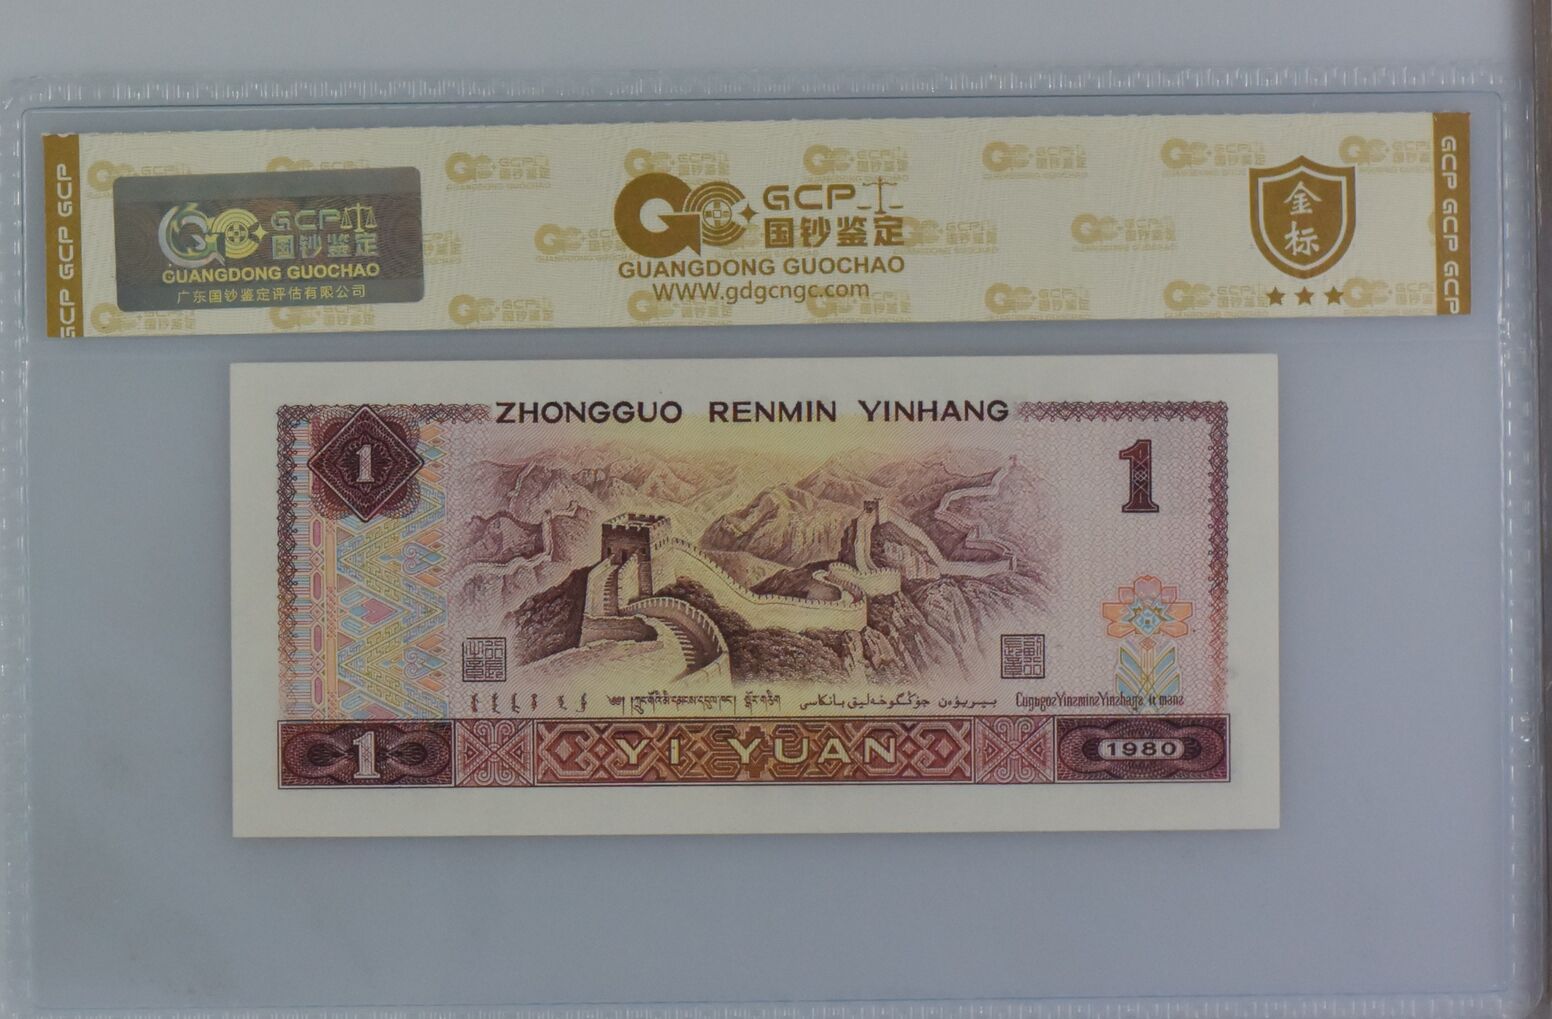 GCP GCP GCP
GCP
国钞鉴定
GUANGDONG GUOCHAO
广东国钞鉴定评估有限公司
GCP
国钞鉴定
GUANGDONG GUOCHAO
WWW.gdgcngc.com
金标
GCP GCP GCP
ZHONGGUO RENMIN YINHANG
1
1
1
YI YUAN
1980